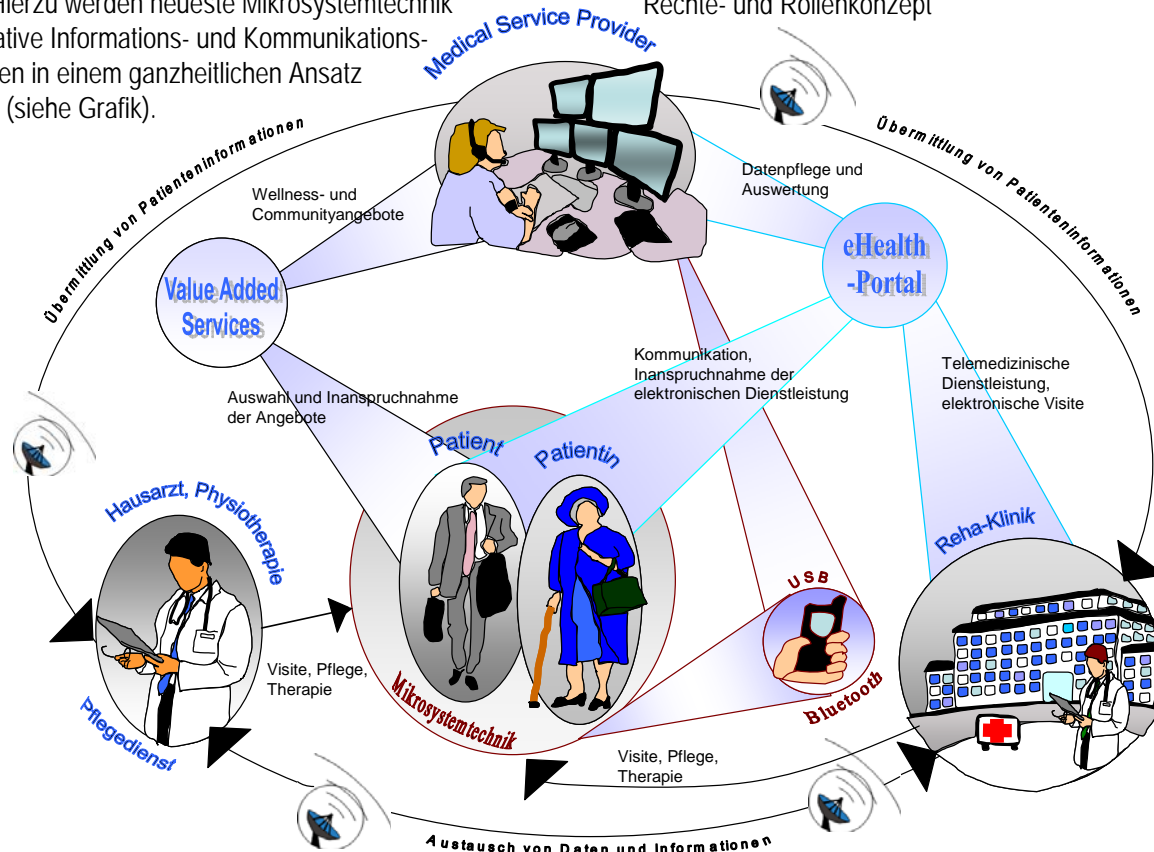 Hierzu werden neueste Mikrosystemtechnik
ative Informations- und Kommunikations-
en in einem ganzheitlichen Ansatz
(siehe Grafik).
Rechte- und Rollenkonzept
Medical Service Provider
Übermittlung von Patienteninformationen
Übermittlung von Patienteninformationen
Wellness- und
Communityangebote
Datenpflege und
Auswertung
eHealth
-Portal
Value Added
Services
Kommunikation,
Inanspruchnahme der
elektronischen Dienstleistung
Telemedizinische
Dienstleistung,
elektronische Visite
Auswahl und Inanspruchnahme
der Angebote
Patient
Patientin
Hausarzt, Physiotherapie
Reha-Klinik
USB
Visite, Pflege,
Therapie
Mikrosystemtechnik
Bluetooth
Pflegedienst
Visite, Pflege,
Therapie
Austausch von Daten und Informationen